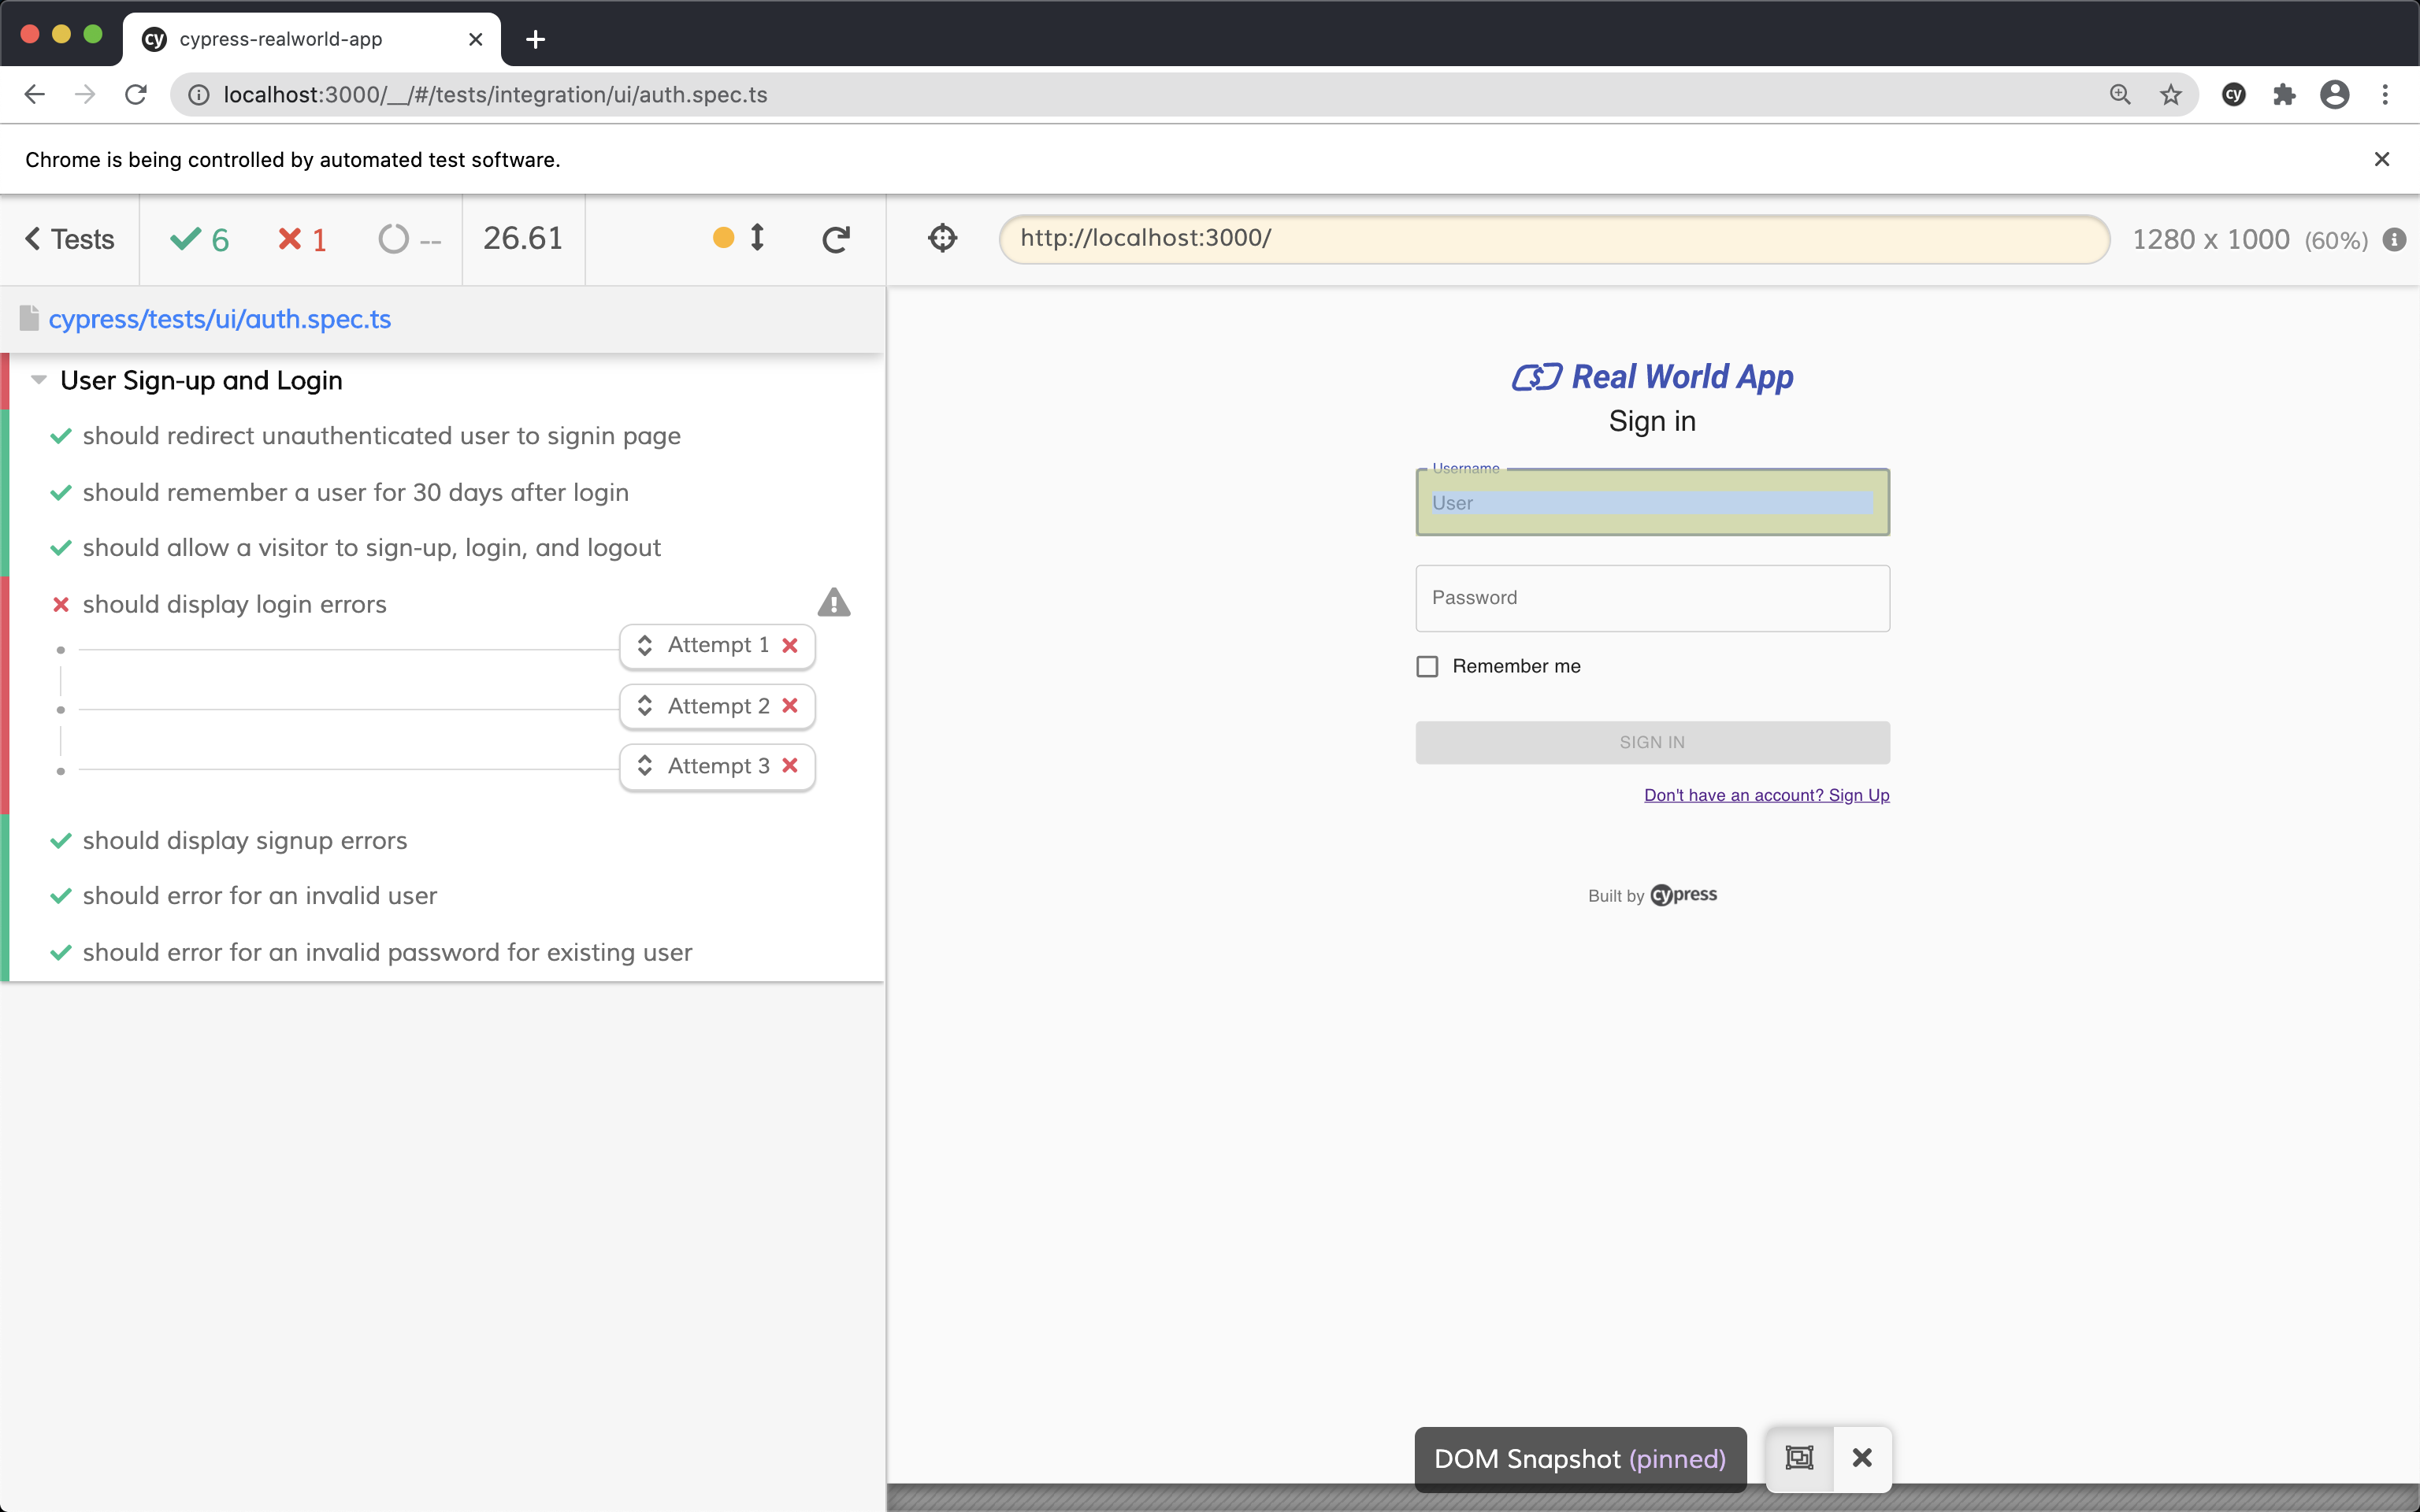 cypress-realworld-app
localhost:3000/__/#/tests/integration/ui/auth.spec.ts
Chrome is being controlled by automated test software.
Tests 6 1 -- 26.61
http://localhost:3000/ 1280 x 1000 (60%)
cypress/tests/ui/auth.spec.ts
User Sign-up and Login
should redirect unauthenticated user to signin page
should remember a user for 30 days after login
should allow a visitor to sign-up, login, and logout
should display login errors
Attempt 1
Attempt 2
Attempt 3
should display signup errors
should error for an invalid user
should error for an invalid password for existing user
Real World App
Sign in
Username
User
Password
Remember me
SIGN IN
Don't have an account? Sign Up
Built by cypress
DOM Snapshot (pinned)